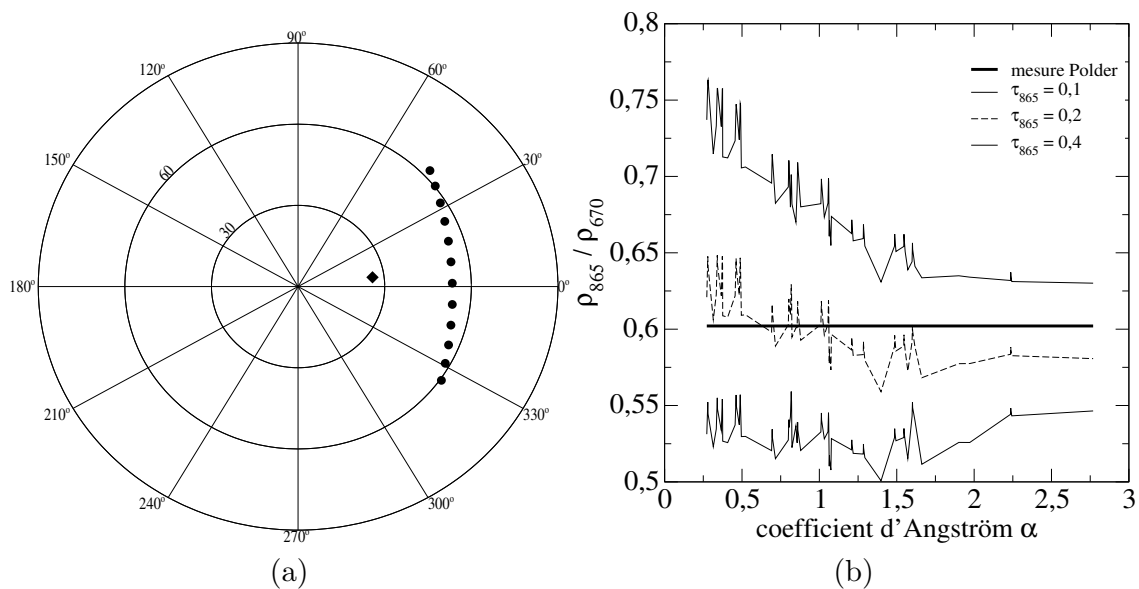 90°
120°
60°
150°
30°
60
30
180°
0°
210°
330°
240°
300°
270°
(a)
0,8
0,75
0,7
0,65
0,6
0,55
0,5
ρ865 / ρ670
mesure Polder
τ865 = 0,1
τ865 = 0,2
τ865 = 0,4
0 0,5 1 1,5 2 2,5 3
coefficient d'Angström α
(b)